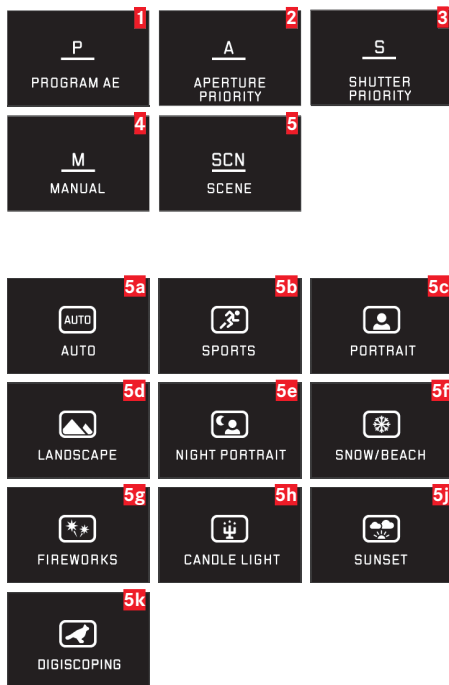 1
P
PROGRAM AE
2
A
APERTURE
PRIORITY
3
S
SHUTTER
PRIORITY
4
M
MANUAL
5
SCN
SCENE
5a
AUTO
AUTO
5b
SPORTS
5c
PORTRAIT
5d
LANDSCAPE
5e
NIGHT PORTRAIT
5f
SNOW/BEACH
5g
FIREWORKS
5h
CANDLE LIGHT
5j
SUNSET
5k
DIGISCOPING